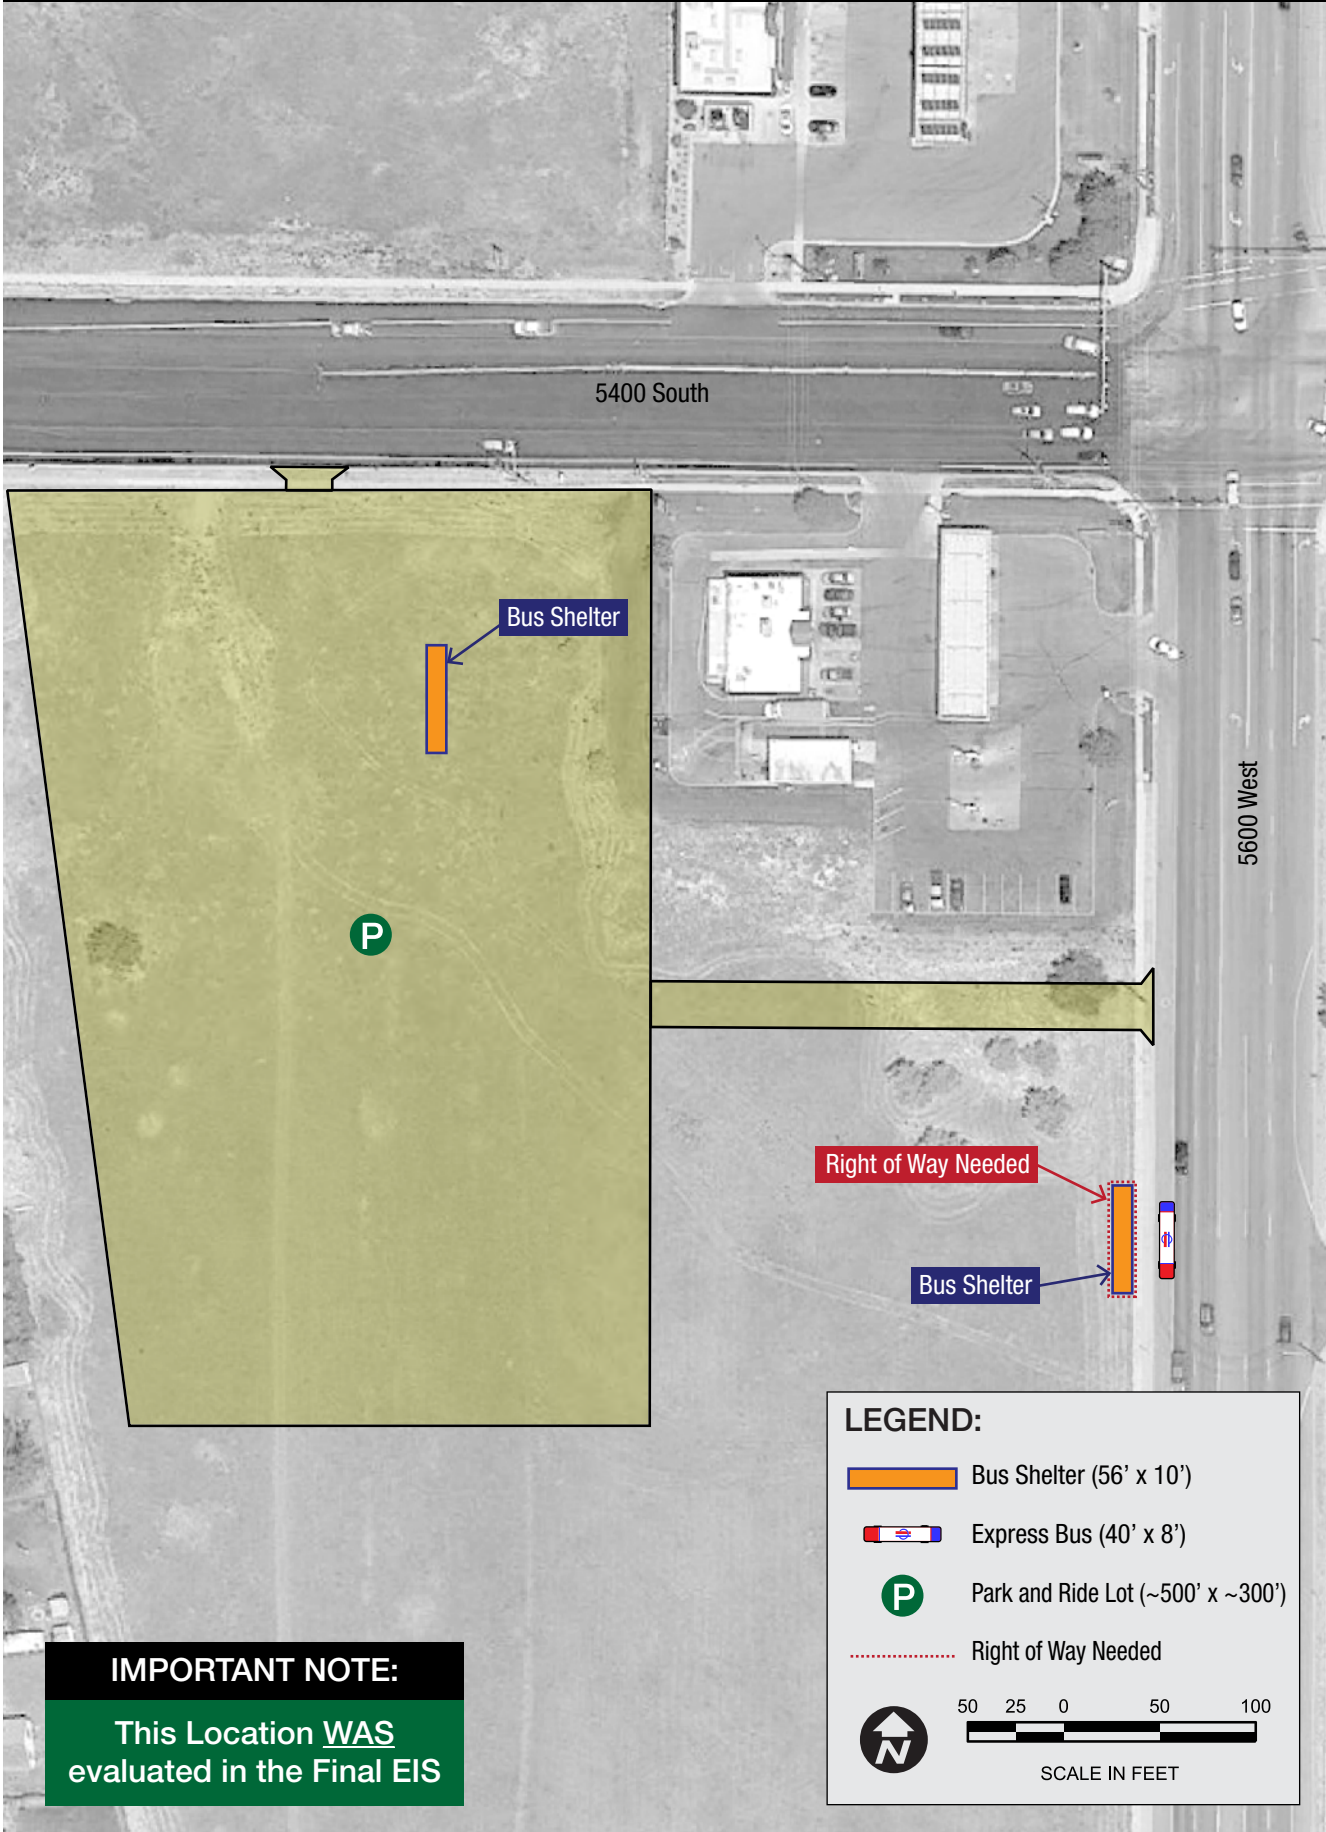 5400 South
Bus Shelter
5600 West
P
Right of Way Needed
Bus Shelter
LEGEND:
Bus Shelter (56’ x 10’)
Express Bus (40’ x 8’)
P
Park and Ride Lot (~500’ x ~300’)
Right of Way Needed
N
50 25 0 50 100
SCALE IN FEET
IMPORTANT NOTE:
This Location WAS
evaluated in the Final EIS